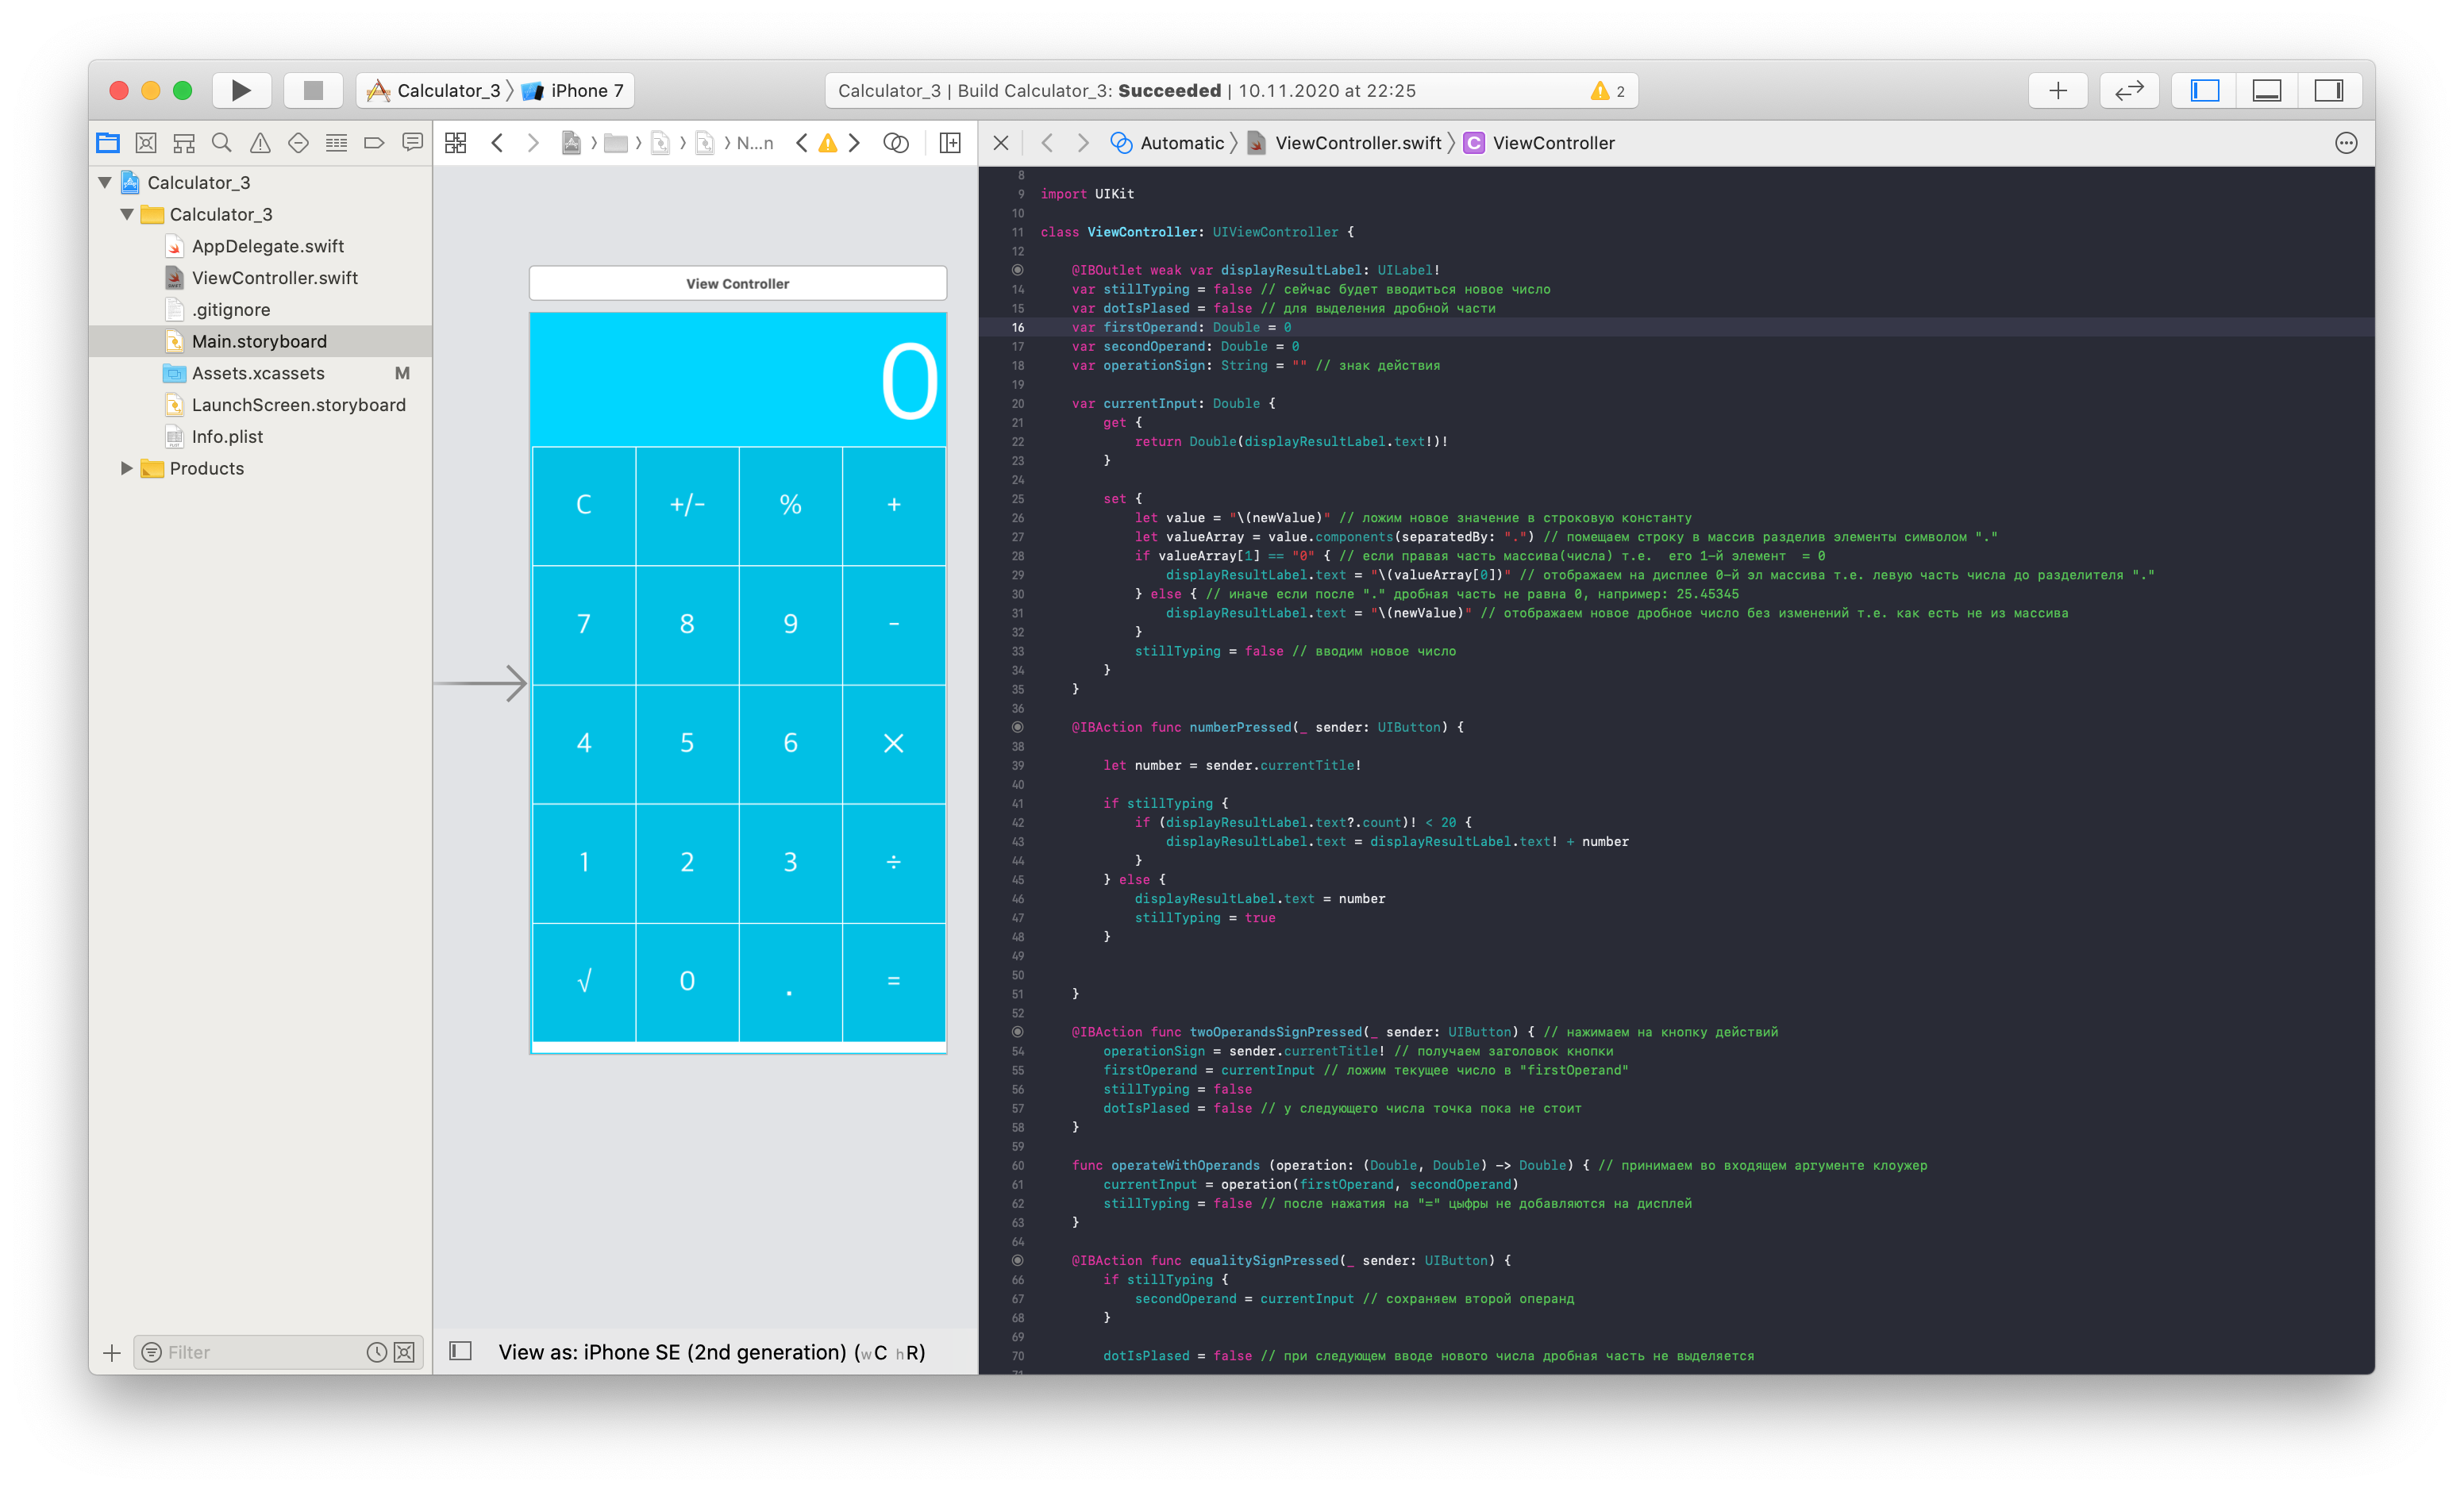 Calculator_3 〉 iPhone 7
Calculator_3 | Build Calculator_3: Succeeded | 10.11.2020 at 22:25
2
N...n
Automatic 〉 ViewController.swift 〉 C ViewController
Calculator_3
Calculator_3
AppDelegate.swift
ViewController.swift
.gitignore
Main.storyboard
Assets.xcassets M
LaunchScreen.storyboard
Info.plist
Products
Filter
View Controller
0
C +/- % +
7 8 9 -
4 5 6 ×
1 2 3 ÷
√ 0 . =
View as: iPhone SE (2nd generation) (wC hR)
8
9 import UIKit
10
11 class ViewController: UIViewController {
12
@IBOutlet weak var displayResultLabel: UILabel!
14 var stillTyping = false // сейчас будет вводиться новое число
15 var dotIsPlased = false // для выделения дробной части
16 var firstOperand: Double = 0
17 var secondOperand: Double = 0
18 var operationSign: String = "" // знак действия
19
20 var currentInput: Double {
21 get {
22 return Double(displayResultLabel.text!)!
23 }
24
25 set {
26 let value = "\(newValue)" // ложим новое значение в строковую константу
27 let valueArray = value.components(separatedBy: ".") // помещаем строку в массив разделив элементы символом "."
28 if valueArray[1] == "0" { // если правая часть массива(числа) т.е.  его 1-й элемент  = 0
29 displayResultLabel.text = "\(valueArray[0])" // отображаем на дисплее 0-й эл массива т.е. левую часть числа до разделителя "."
30 } else { // иначе если после "." дробная часть не равна 0, например: 25.45345
31 displayResultLabel.text = "\(newValue)" // отображаем новое дробное число без изменений т.е. как есть не из массива
32 }
33 stillTyping = false // вводим новое число
34 }
35 }
36
@IBAction func numberPressed(_ sender: UIButton) {
38
39 let number = sender.currentTitle!
40
41 if stillTyping {
42 if (displayResultLabel.text?.count)! < 20 {
43 displayResultLabel.text = displayResultLabel.text! + number
44 }
45 } else {
46 displayResultLabel.text = number
47 stillTyping = true
48 }
49
50
51 }
52
@IBAction func twoOperandsSignPressed(_ sender: UIButton) { // нажимаем на кнопку действий
54 operationSign = sender.currentTitle! // получаем заголовок кнопки
55 firstOperand = currentInput // ложим текущее число в "firstOperand"
56 stillTyping = false
57 dotIsPlased = false // у следующего числа точка пока не стоит
58 }
59
60 func operateWithOperands (operation: (Double, Double) -> Double) { // принимаем во входящем аргументе клоужер
61 currentInput = operation(firstOperand, secondOperand)
62 stillTyping = false // после нажатия на "=" цыфры не добавляются на дисплей
63 }
64
@IBAction func equalitySignPressed(_ sender: UIButton) {
66 if stillTyping {
67 secondOperand = currentInput // сохраняем второй операнд
68 }
69
70 dotIsPlased = false // при следующем вводе нового числа дробная часть не выделяется